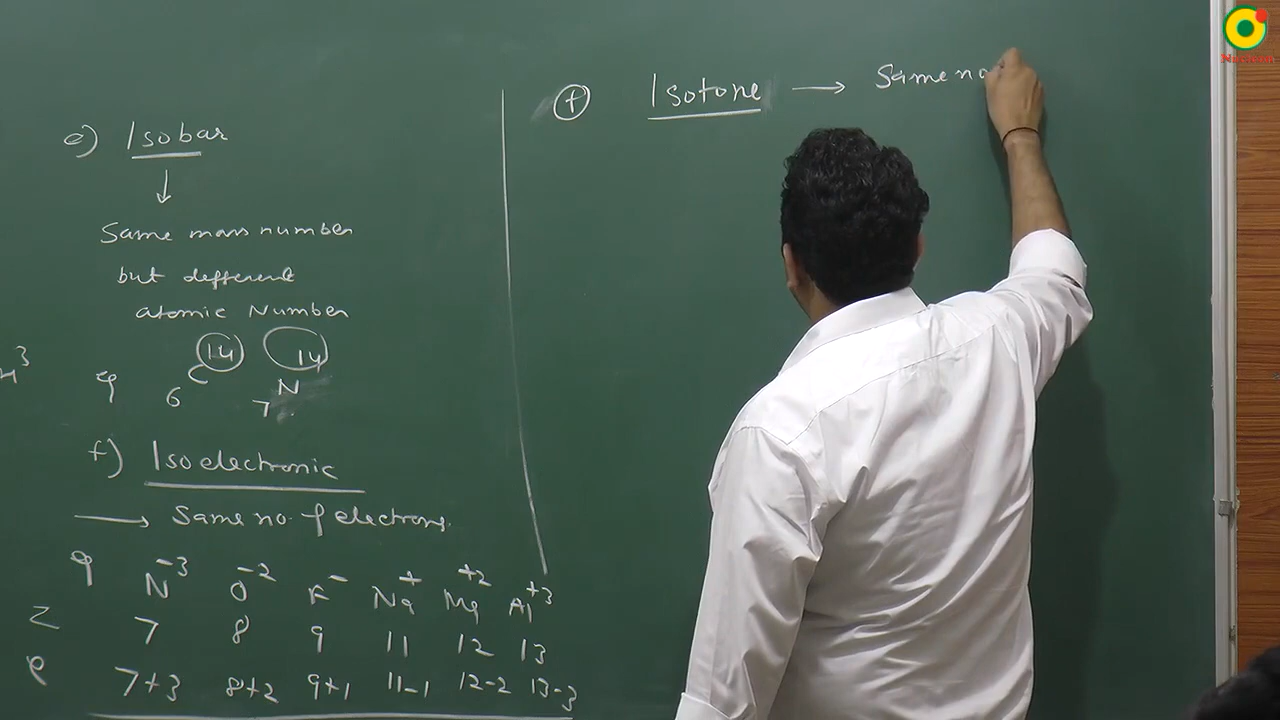 e) Isobar
↓
Same mass number
but different
atomic Number
14 14
eg 6 C 7 N
f) Isoelectronic
→ Same no. of electrons.
eg N-3 O-2 F- Na+ Mg+2 Al+3
Z 7 8 9 11 12 13
e 7+3 8+2 9+1 11-1 12-2 13-3
(f) Isotone → Same no